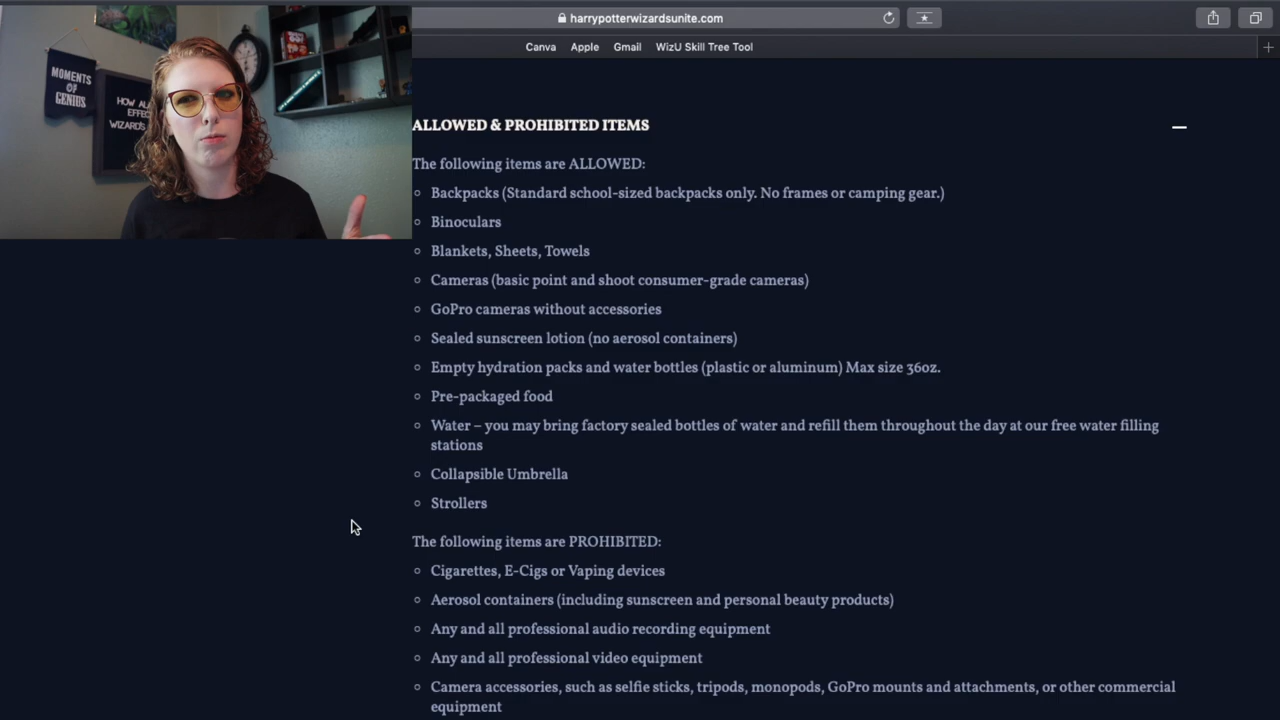 harrypotterwizardsunite.com
Canva Apple Gmail WizU Skill Tree Tool
MOMENTS
OF
GENIUS
HOW AL
EFFEC
WIZARDS
ALLOWED & PROHIBITED ITEMS
The following items are ALLOWED:
Backpacks (Standard school-sized backpacks only. No frames or camping gear.)
Binoculars
Blankets, Sheets, Towels
Cameras (basic point and shoot consumer-grade cameras)
GoPro cameras without accessories
Sealed sunscreen lotion (no aerosol containers)
Empty hydration packs and water bottles (plastic or aluminum) Max size 36oz.
Pre-packaged food
Water – you may bring factory sealed bottles of water and refill them throughout the day at our free water filling
stations
Collapsible Umbrella
Strollers
The following items are PROHIBITED:
Cigarettes, E-Cigs or Vaping devices
Aerosol containers (including sunscreen and personal beauty products)
Any and all professional audio recording equipment
Any and all professional video equipment
Camera accessories, such as selfie sticks, tripods, monopods, GoPro mounts and attachments, or other commercial
equipment